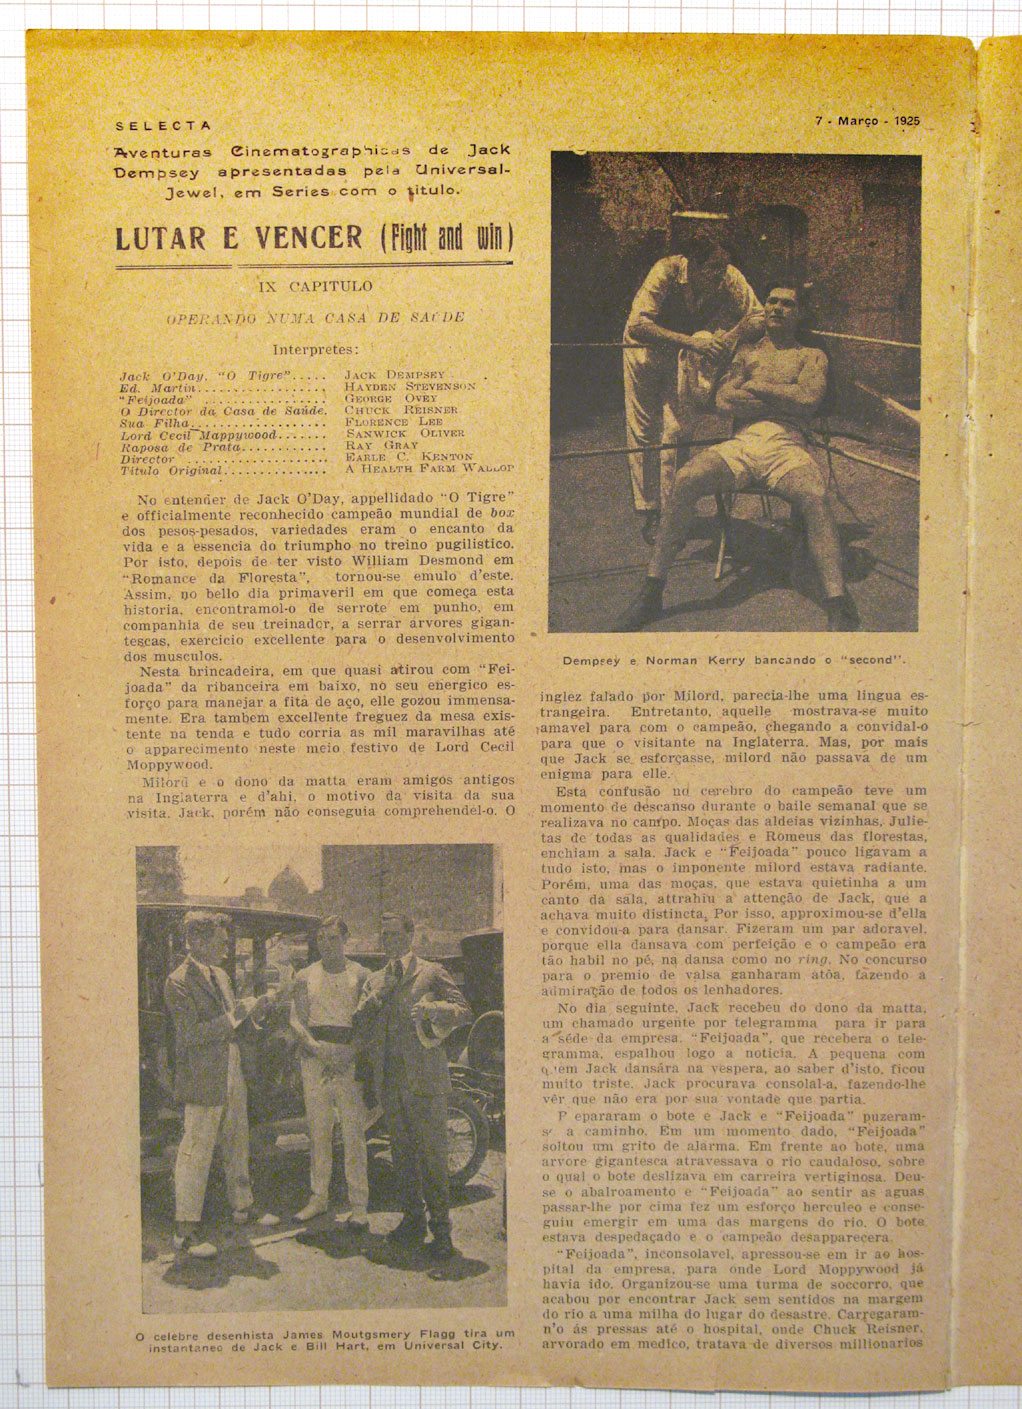 SELECTA
7 - Março - 1925
Aventuras Cinematographicas de Jack
Dempsey apresentadas pela Universal-
Jewel, em Series com o titulo.
LUTAR E VENCER (Fight and win)
IX CAPITULO
OPERANDO NUMA CASA DE SAÚDE
Interpretes:
Jack O'Day, "O Tigre"..... JACK DEMPSEY
Ed. Martin.................. HAYDEN STEVENSON
"Feijoada" .................. GEORGE OVEY
O Director da Casa de Saúde. CHUCK REISNER
Sua Filha.................... FLORENCE LEE
Lord Cecil Mappywood....... SANWICK OLIVER
Raposa de Prata............ RAY GRAY
Director .................... EARLE C. KENTON
Titulo Original.............. A HEALTH FARM WALLOP
No entender de Jack O'Day, appellidado "O Tigre"
e officialmente reconhecido campeão mundial de box
dos pesos-pesados, variedades eram o encanto da
vida e a essencia do triumpho no treino pugilistico.
Por isto, depois de ter visto William Desmond em
"Romance da Floresta", tornou-se emulo d'este.
Assim, no bello dia primaveril em que começa esta
historia, encontramol-o de serrote em punho, em
companhia de seu treinador, a serrar arvores gigan-
tescas, exercicio excellente para o desenvolvimento
dos musculos.
Nesta brincadeira, em que quasi atirou com "Fei-
joada" da ribanceira em baixo, no seu energico es-
forço para manejar a fita de aço, elle gozou immensa-
mente. Era tambem excellente freguez da mesa exis-
tente na tenda e tudo corria as mil maravilhas até
o apparecimento neste meio festivo de Lord Cecil
Moppywood.
Milord e o dono da matta eram amigos antigos
na Inglaterra e d'ahi, o motivo da visita da sua
visita. Jack, porém não conseguia comprehendel-o. O
O celebre desenhista James Moutgsmery Flagg tira um
instantaneo de Jack e Bill Hart, em Universal City.
Dempsey e Norman Kerry bancando o "second".
inglez falado por Milord, parecia-lhe uma lingua es-
trangeira. Entretanto, aquelle mostrava-se muito
amavel para com o campeão, chegando a convidal-o
para que o visitante na Inglaterra. Mas, por mais
que Jack se esforçasse, milord não passava de um
enigma para elle.
Esta confusão no cerebro do campeão teve um
momento de descanso durante o baile semanal que se
realizava no campo. Moças das aldeias vizinhas, Julie-
tas de todas as qualidades e Romeus das florestas,
enchiam a sala. Jack e "Feijoada" pouco ligavam a
tudo isto, mas o imponente milord estava radiante.
Porém, uma das moças, que estava quietinha a um
canto da sala, attrahiu a attenção de Jack, que a
achava muito distincta. Por isso, approximou-se d'ella
e convidou-a para dansar. Fizeram um par adoravel,
porque ella dansava com perfeição e o campeão era
tão habil no pé, na dansa como no ring. No concurso
para o premio de valsa ganharam atôa, fazendo a
admiração de todos os lenhadores.
No dia seguinte, Jack recebeu do dono da matta,
um chamado urgente por telegramma para ir para
a séde da empresa. "Feijoada", que recebera o tele-
gramma, espalhou logo a noticia. A pequena com
quem Jack dansára na vespera, ao saber d'isto, ficou
muito triste. Jack procurava consolal-a, fazendo-lhe
vêr que não era por sua vontade que partia.
P epararam o bote e Jack e "Feijoada" puzeram-
se a caminho. Em um momento dado, "Feijoada"
soltou um grito de alarma. Em frente ao bote, uma
arvore gigantesca atravessava o rio caudaloso, sobre
o qual o bote deslizava em carreira vertiginosa. Deu-
se o abalroamento e "Feijoada" ao sentir as aguas
passar-lhe por cima fez um esforço herculeo e conse-
guiu emergir em uma das margens do rio. O bote
estava despedaçado e o campeão desapparecera.
"Feijoada", inconsolavel, apressou-se em ir ao hos-
pital da empresa, para onde Lord Moppywood já
havia ido. Organizou-se uma turma de soccorro, que
acabou por encontrar Jack sem sentidos na margem
do rio a uma milha do lugar do desastre. Carregaram-
n'o ás pressas até o hospital, onde Chuck Reisner,
arvorado em medico, tratava de diversos millionarios